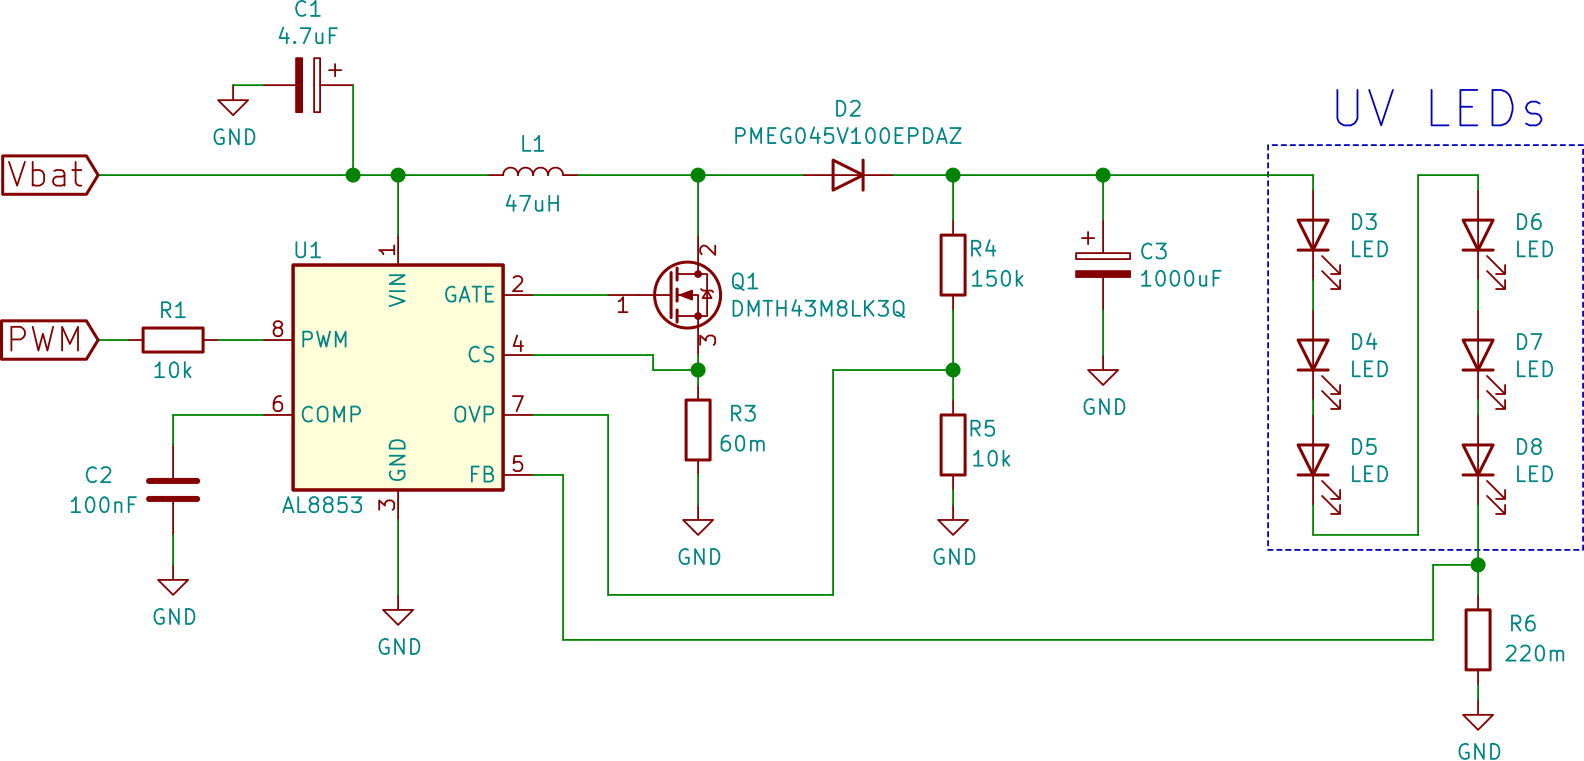 C1
4.7uF
+
GND
Vbat
L1
47uH
D2
PMEG045V100EPDAZ
UV LEDs
U1
1
VIN
GATE
2
1
2
Q1
DMTH43M8LK3Q
3
R4
150k
+
C3
1000uF
GND
D3
LED
D6
LED
PWM
R1
10k
8
PWM
CS
4
D4
LED
D7
LED
6
COMP
OVP
7
R3
60m
R5
10k
D5
LED
D8
LED
C2
100nF
GND
FB
5
AL8853
3
GND
GND
GND
GND
R6
220m
GND